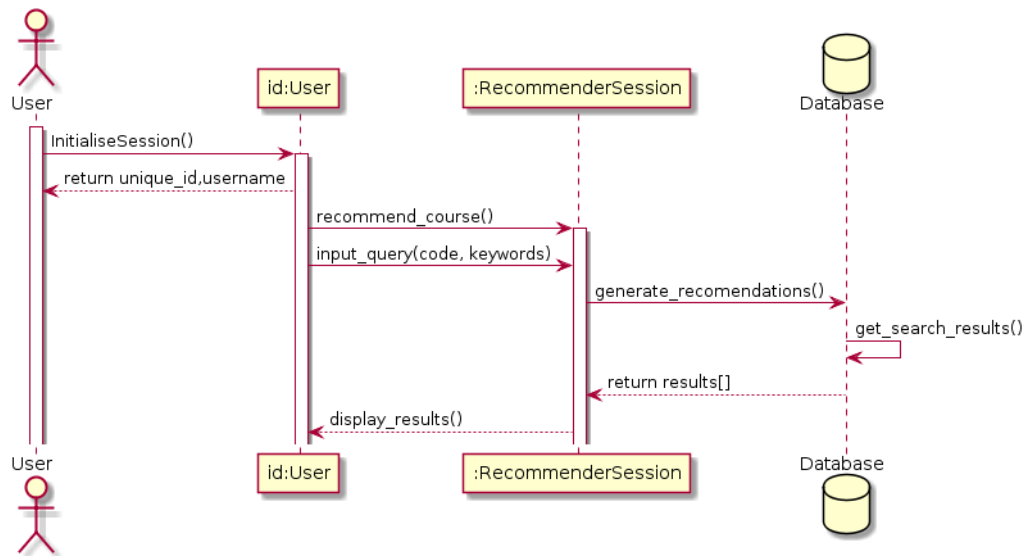 User
id:User
:RecommenderSession
Database
InitialiseSession()
return unique_id,username
recommend_course()
input_query(code, keywords)
generate_recomendations()
get_search_results()
return results[]
display_results()
User
id:User
:RecommenderSession
Database